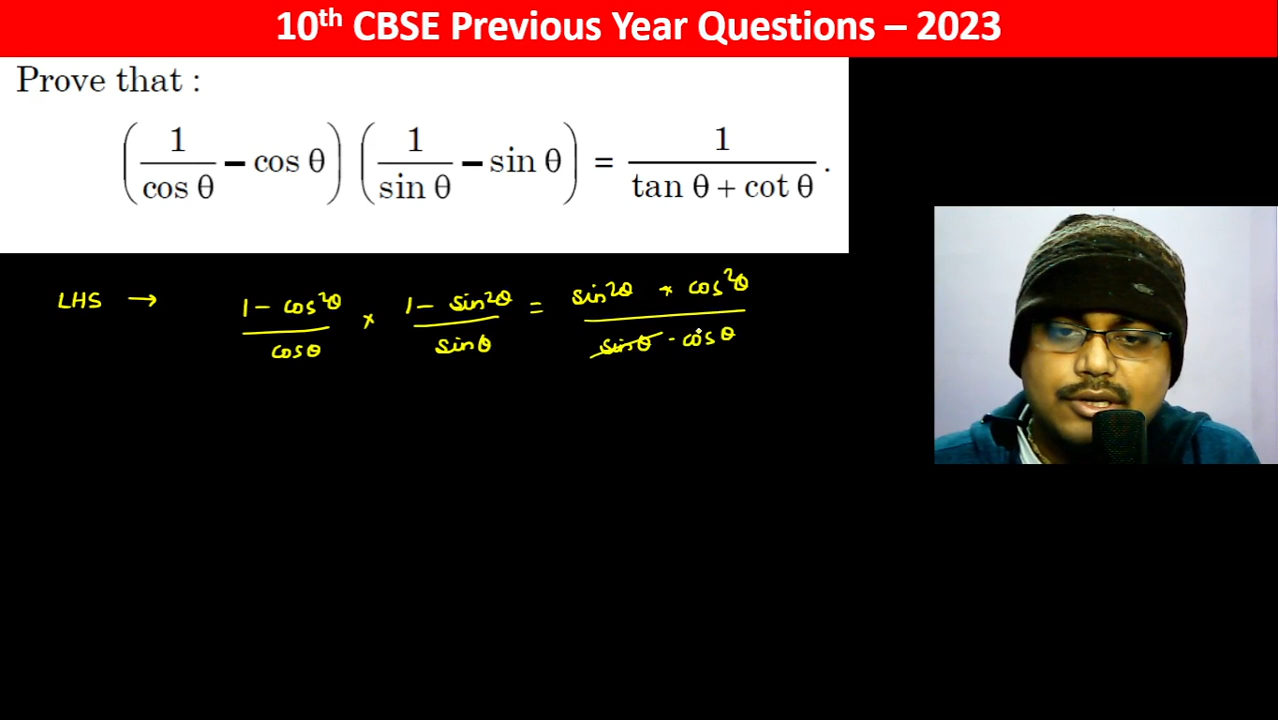 10th CBSE Previous Year Questions – 2023
Prove that :
(1/cos θ – cos θ) (1/sin θ – sin θ) = 1/(tan θ + cot θ).
LHS → (1 – cos²θ)/cosθ × (1 – sin²θ)/sinθ = (sin²θ * cos²θ)/(sinθ · cosθ)